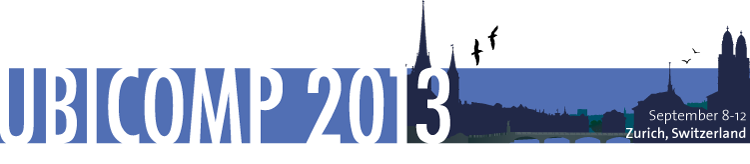 UBICOMP 2013
September 8-12
Zurich, Switzerland